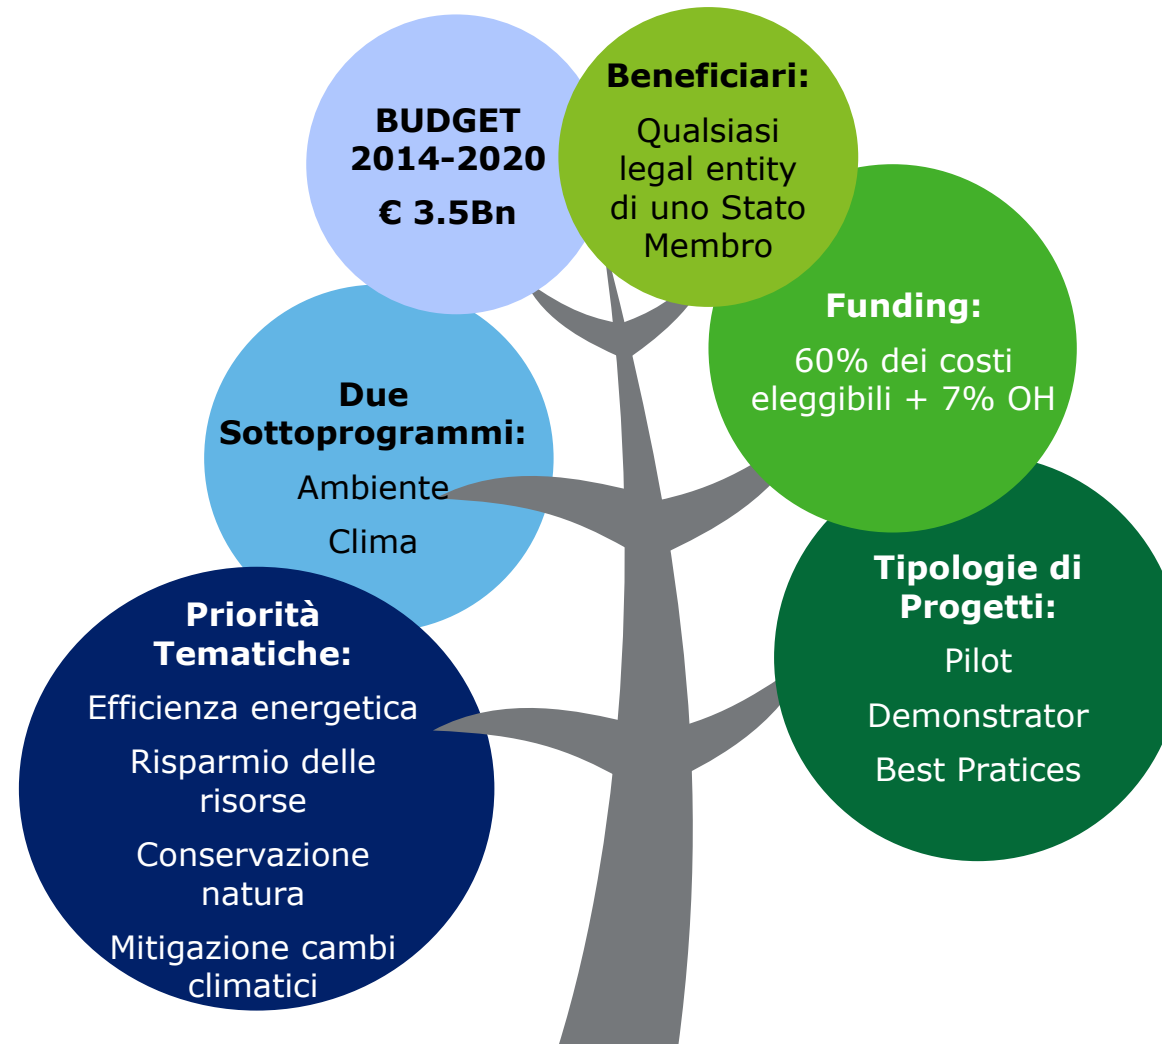 BUDGET
2014-2020
€ 3.5Bn
Beneficiari:
Qualsiasi
legal entity
di uno Stato
Membro
Funding:
60% dei costi
eleggibili + 7% OH
Due
Sottoprogrammi:
Ambiente
Clima
Tipologie di
Progetti:
Pilot
Demonstrator
Best Pratices
Priorità
Tematiche:
Efficienza energetica
Risparmio delle
risorse
Conservazione
natura
Mitigazione cambi
climatici